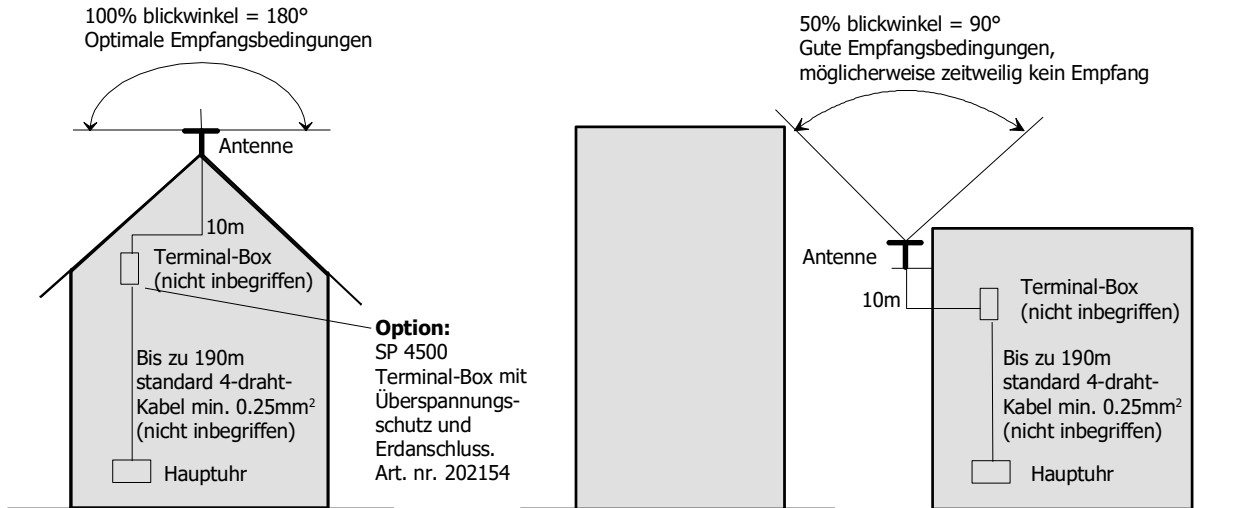 100% blickwinkel = 180°
Optimale Empfangsbedingungen
Antenne
10m
Terminal-Box
(nicht inbegriffen)
Option:
SP 4500
Terminal-Box mit
Überspannungs-
schutz und
Erdanschluss.
Art. nr. 202154
Bis zu 190m
standard 4-draht-
Kabel min. 0.25mm²
(nicht inbegriffen)
Hauptuhr
50% blickwinkel = 90°
Gute Empfangsbedingungen,
möglicherweise zeitweilig kein Empfang
Antenne
10m
Terminal-Box
(nicht inbegriffen)
Bis zu 190m
standard 4-draht-
Kabel min. 0.25mm²
(nicht inbegriffen)
Hauptuhr